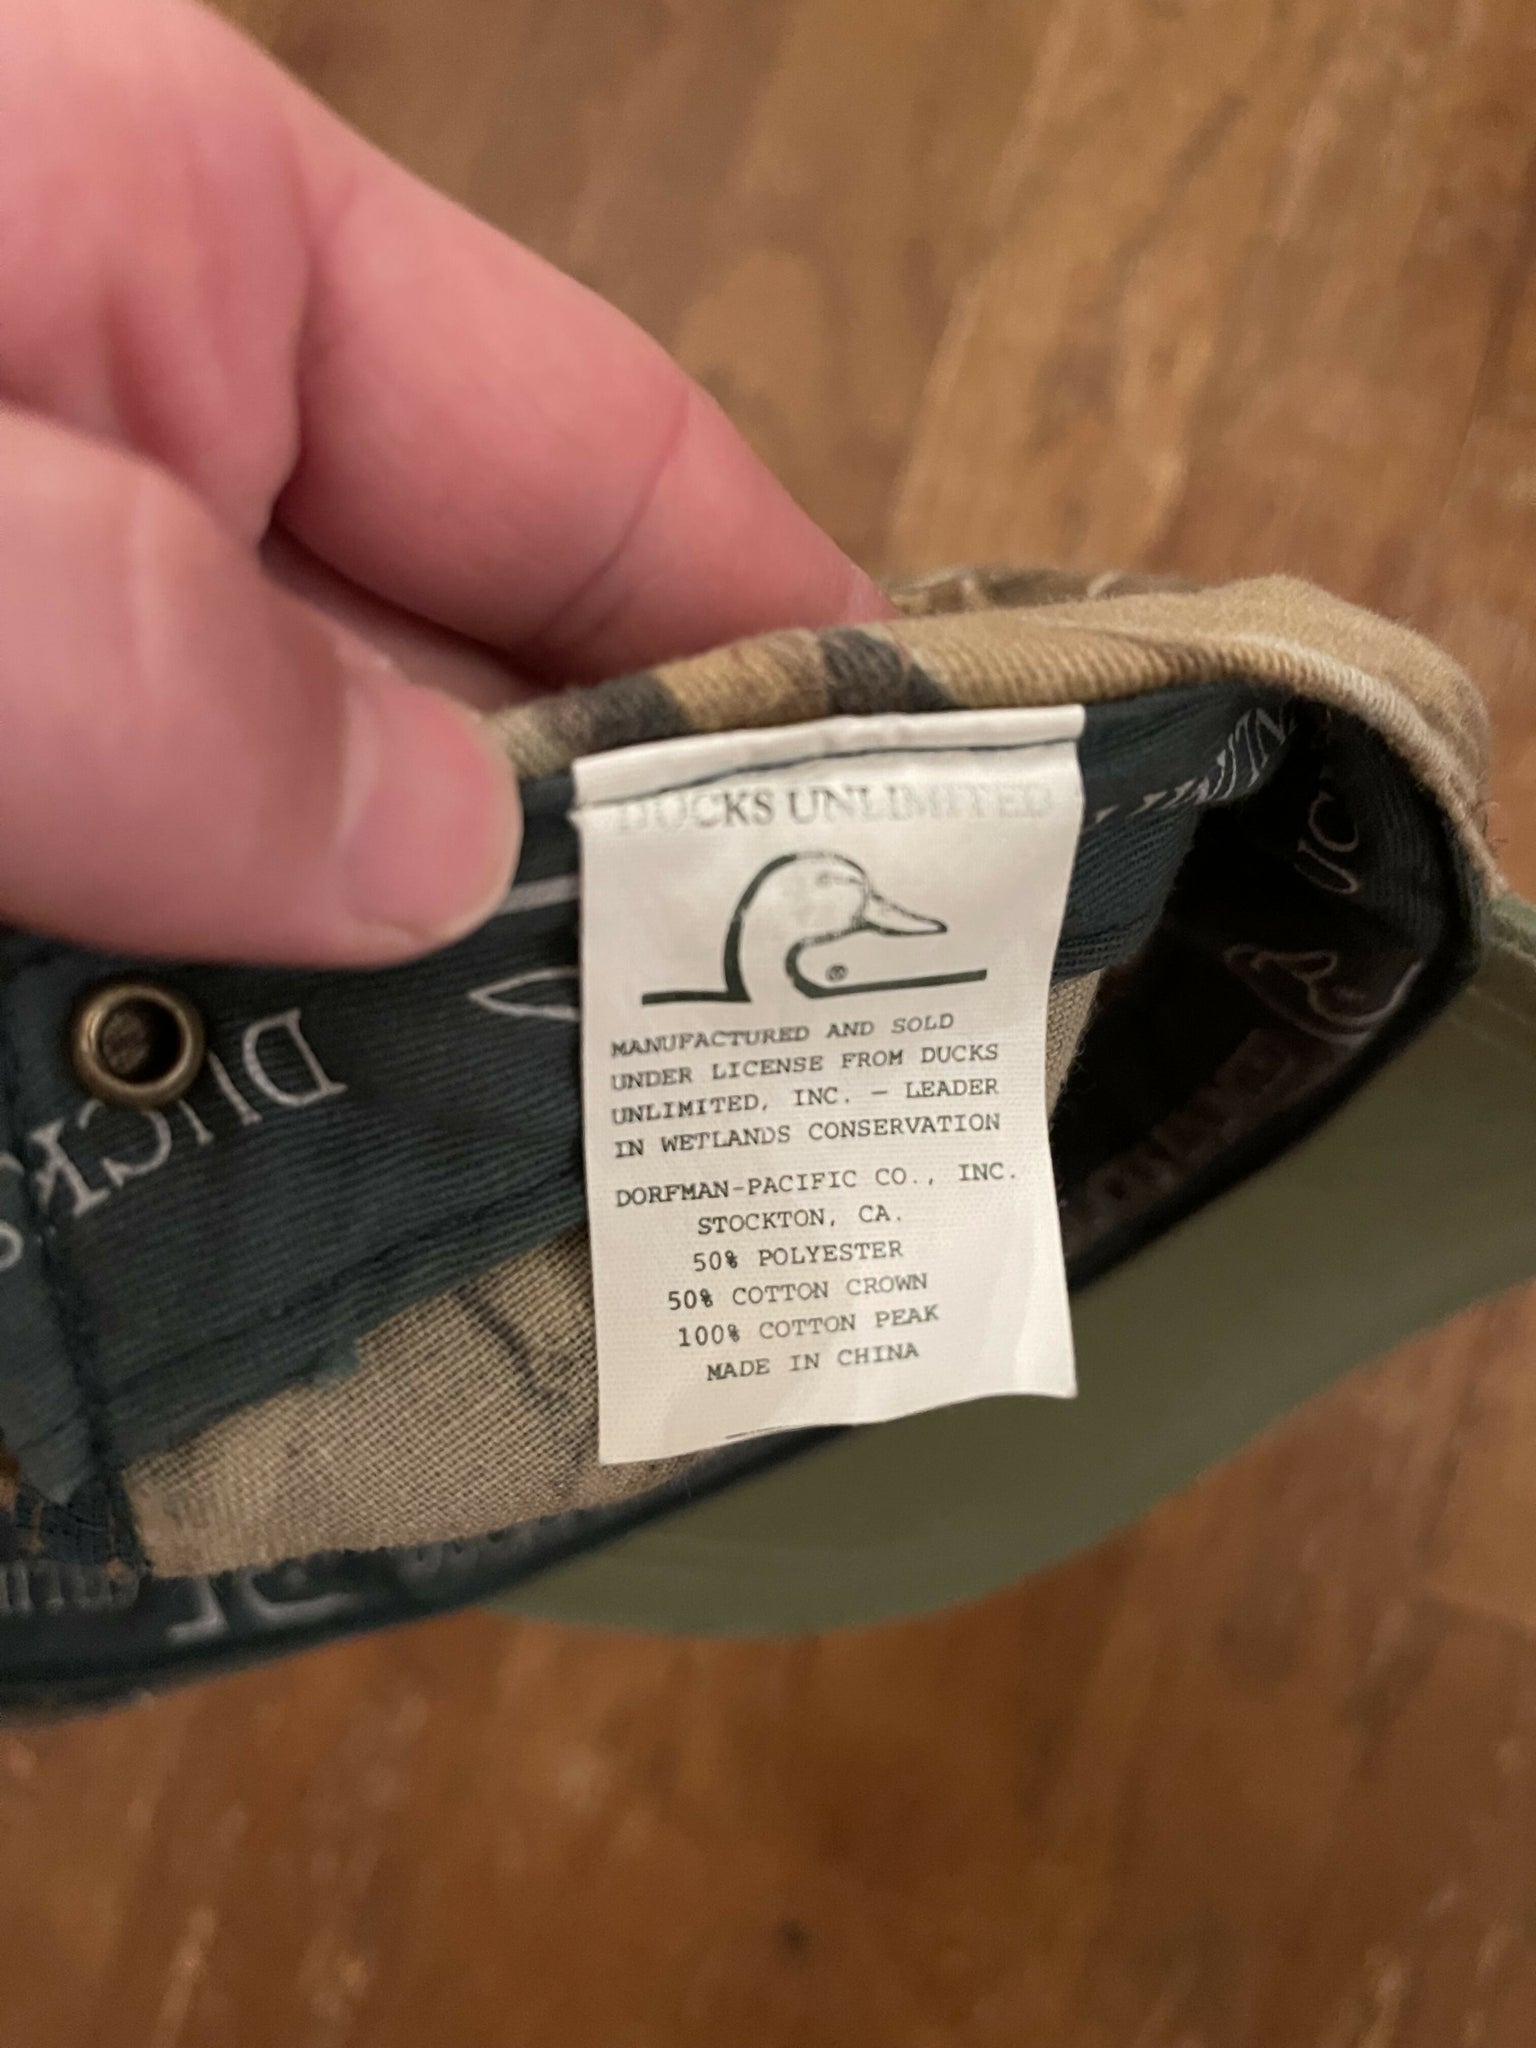 DUCKS UNLIMITED
®
MANUFACTURED AND SOLD
UNDER LICENSE FROM DUCKS
UNLIMITED, INC. — LEADER
IN WETLANDS CONSERVATION
DORFMAN-PACIFIC CO., INC.
STOCKTON, CA.
50% POLYESTER
50% COTTON CROWN
100% COTTON PEAK
MADE IN CHINA
DUCKS